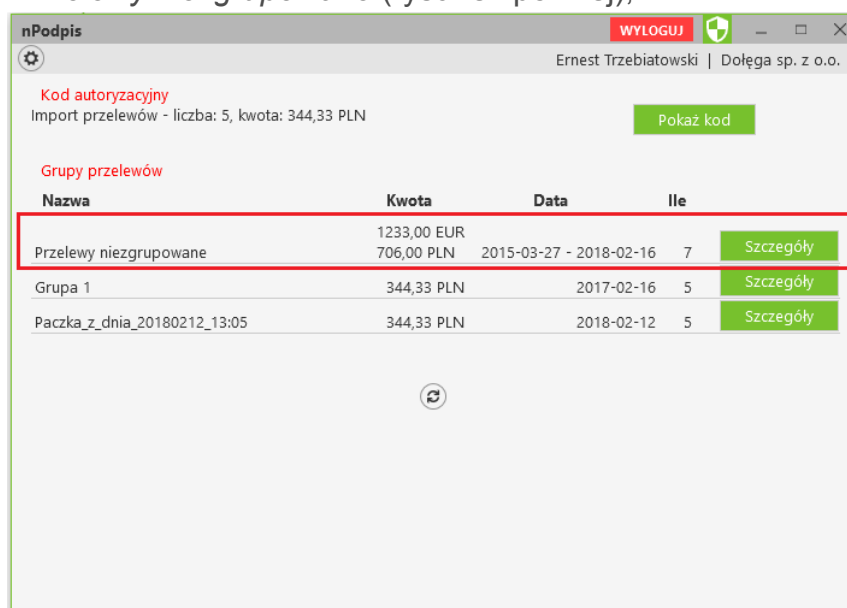 nPodpis WYLOGUJ
Ernest Trzebiatowski | Dołęga sp. z o.o.
Kod autoryzacyjny
Import przelewów - liczba: 5, kwota: 344,33 PLN Pokaż kod
Grupy przelewów
Nazwa Kwota Data Ile
1233,00 EUR
Przelewy niezgrupowane 706,00 PLN 2015-03-27 - 2018-02-16 7 Szczegóły
Grupa 1 344,33 PLN 2017-02-16 5 Szczegóły
Paczka_z_dnia_20180212_13:05 344,33 PLN 2018-02-12 5 Szczegóły